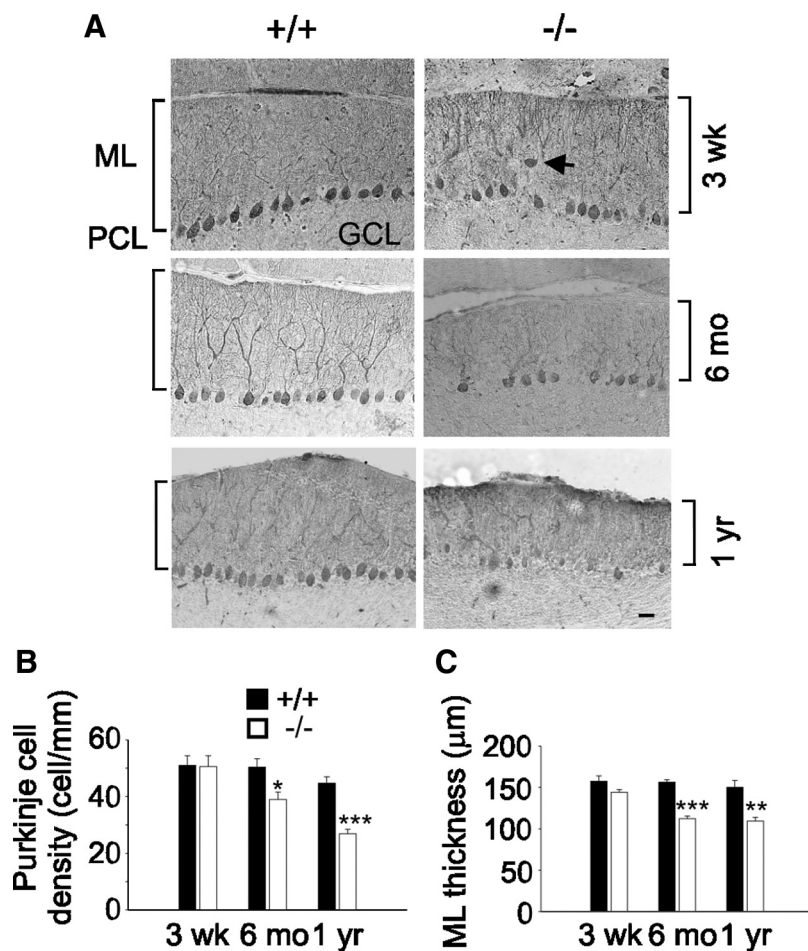 A
+/+
-/-
ML
PCL
GCL
3 wk
6 mo
1 yr
B
+/+
-/-
Purkinje cell
density (cell/mm)
60
40
20
0
*
***
3 wk 6 mo 1 yr
C
ML thickness (µm)
200
150
100
50
0
***
**
3 wk 6 mo 1 yr